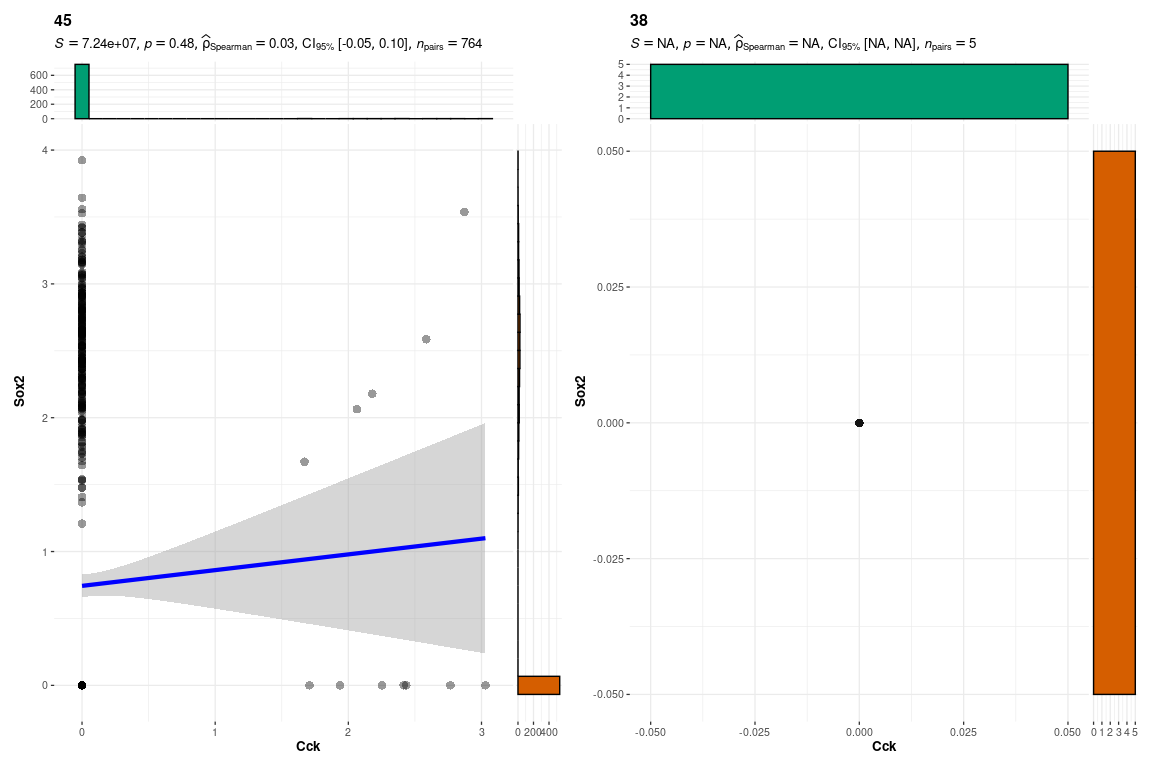 45
S = 7.24e+07, p = 0.48, ρ̂Spearman = 0.03, CI95% [-0.05, 0.10], npairs = 764
600
400
200
0
4
3
2
1
0
Sox2
0 1 2 3
0 200 400
Cck
38
S = NA, p = NA, ρ̂Spearman = NA, CI95% [NA, NA], npairs = 5
5
4
3
2
1
0
0.050
0.025
0.000
-0.025
-0.050
Sox2
-0.050 -0.025 0.000 0.025 0.050
0 1 2 3 4 5
Cck